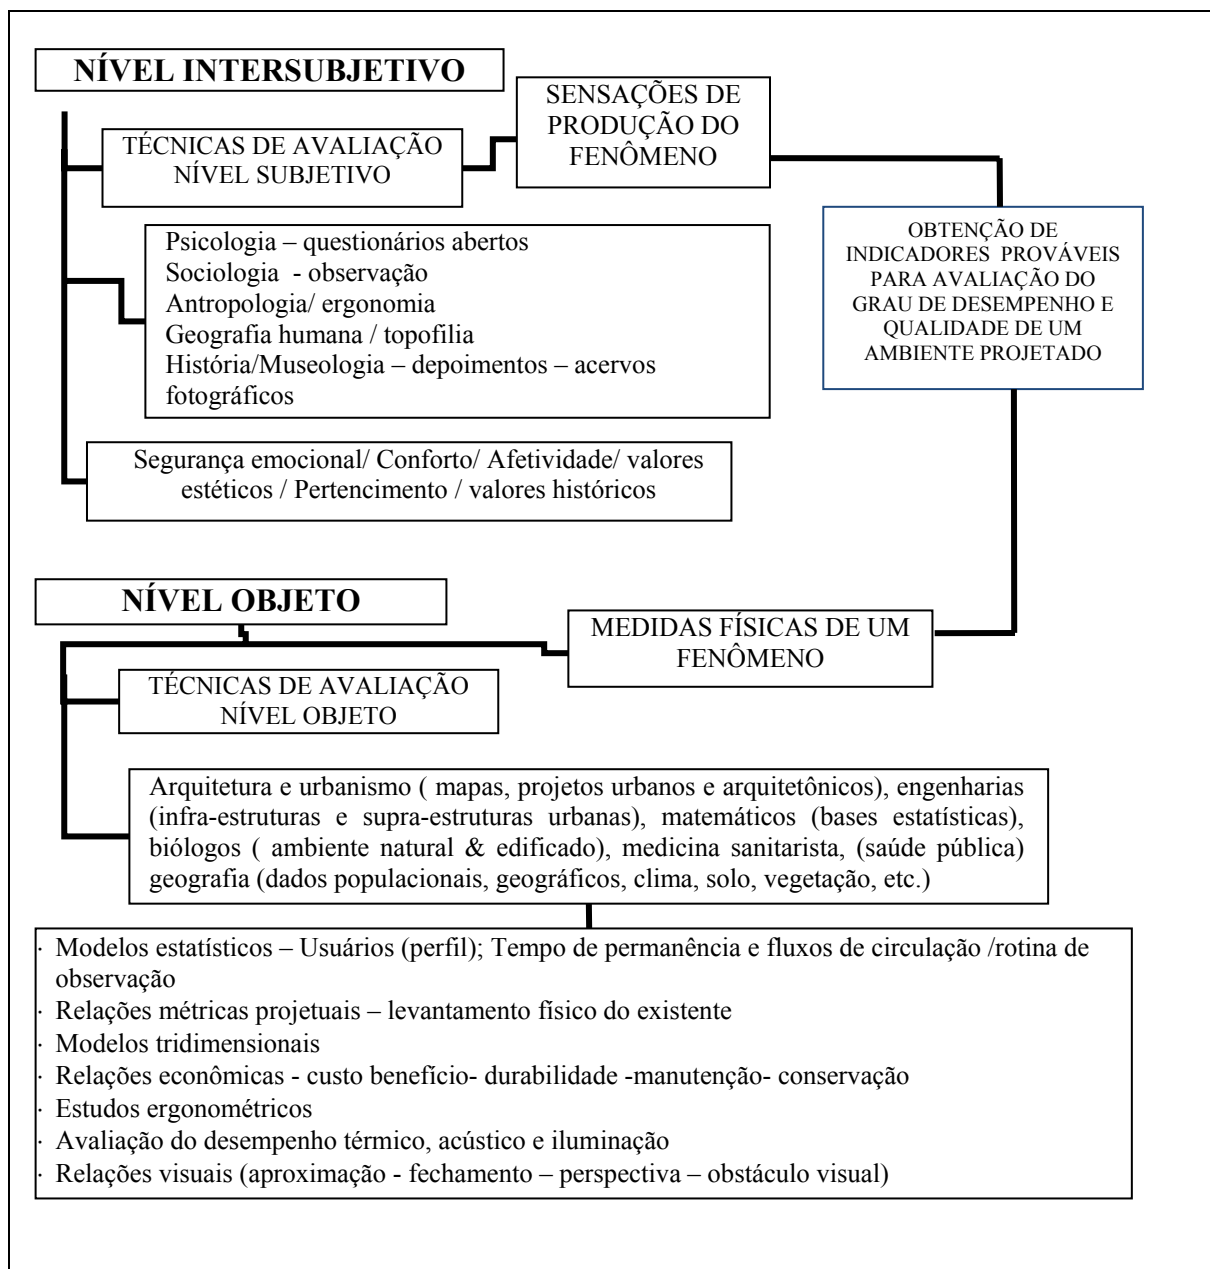 NÍVEL INTERSUBJETIVO
TÉCNICAS DE AVALIAÇÃO
NÍVEL SUBJETIVO
SENSAÇÕES DE
PRODUÇÃO DO
FENÔMENO
OBTENÇÃO DE
INDICADORES PROVÁVEIS
PARA AVALIAÇÃO DO
GRAU DE DESEMPENHO E
QUALIDADE DE UM
AMBIENTE PROJETADO
Psicologia – questionários abertos
Sociologia - observação
Antropologia/ ergonomia
Geografia humana / topofilia
História/Museologia – depoimentos – acervos
fotográficos
Segurança emocional/ Conforto/ Afetividade/ valores
estéticos / Pertencimento / valores históricos
NÍVEL OBJETO
MEDIDAS FÍSICAS DE UM
FENÔMENO
TÉCNICAS DE AVALIAÇÃO
NÍVEL OBJETO
Arquitetura e urbanismo ( mapas, projetos urbanos e arquitetônicos), engenharias
(infra-estruturas e supra-estruturas urbanas), matemáticos (bases estatísticas),
biólogos ( ambiente natural & edificado), medicina sanitarista, (saúde pública)
geografia (dados populacionais, geográficos, clima, solo, vegetação, etc.)
· Modelos estatísticos – Usuários (perfil); Tempo de permanência e fluxos de circulação /rotina de
observação
· Relações métricas projetuais – levantamento físico do existente
· Modelos tridimensionais
· Relações econômicas - custo benefício- durabilidade -manutenção- conservação
· Estudos ergonométricos
· Avaliação do desempenho térmico, acústico e iluminação
· Relações visuais (aproximação - fechamento – perspectiva – obstáculo visual)